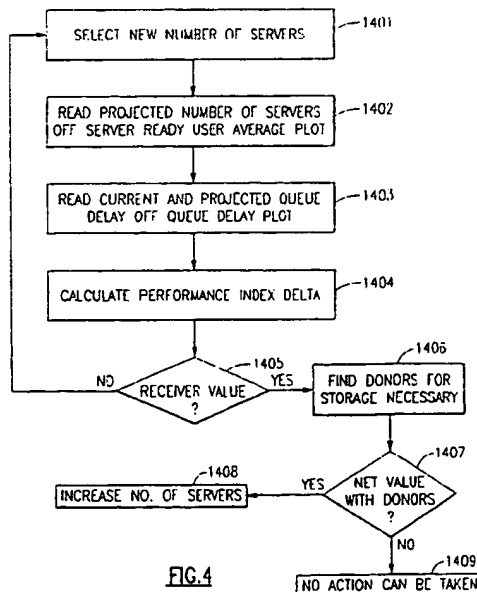 SELECT NEW NUMBER OF SERVERS
1401
READ PROJECTED NUMBER OF SERVERS
OFF SERVER READY USER AVERAGE PLOT
1402
READ CURRENT AND PROJECTED QUEUE
DELAY OFF QUEUE DELAY PLOT
1403
CALCULATE PERFORMANCE INDEX DELTA
1404
1405
NO
RECEIVER VALUE
?
YES
1406
FIND DONORS FOR
STORAGE NECESSARY
1407
NET VALUE
WITH DONORS
?
YES
1408
INCREASE NO. OF SERVERS
NO
1409
NO ACTION CAN BE TAKEN
FIG.4